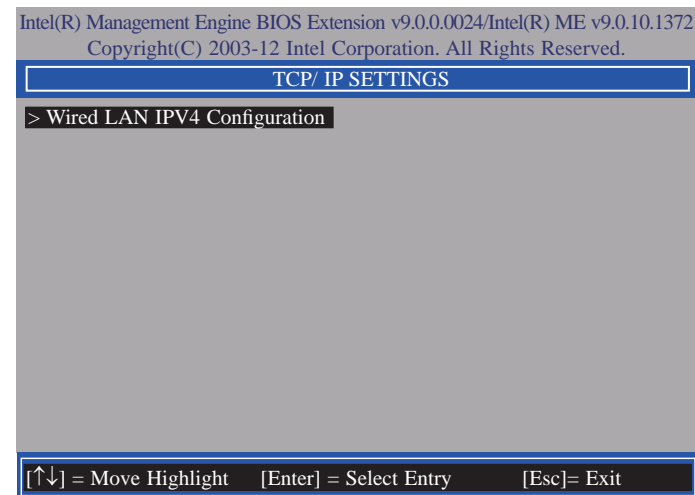 Intel(R) Management Engine BIOS Extension v9.0.0.0024/Intel(R) ME v9.0.10.1372
Copyright(C) 2003-12 Intel Corporation. All Rights Reserved.
TCP/ IP SETTINGS
> Wired LAN IPV4 Configuration
[↑↓] = Move Highlight [Enter] = Select Entry [Esc]= Exit